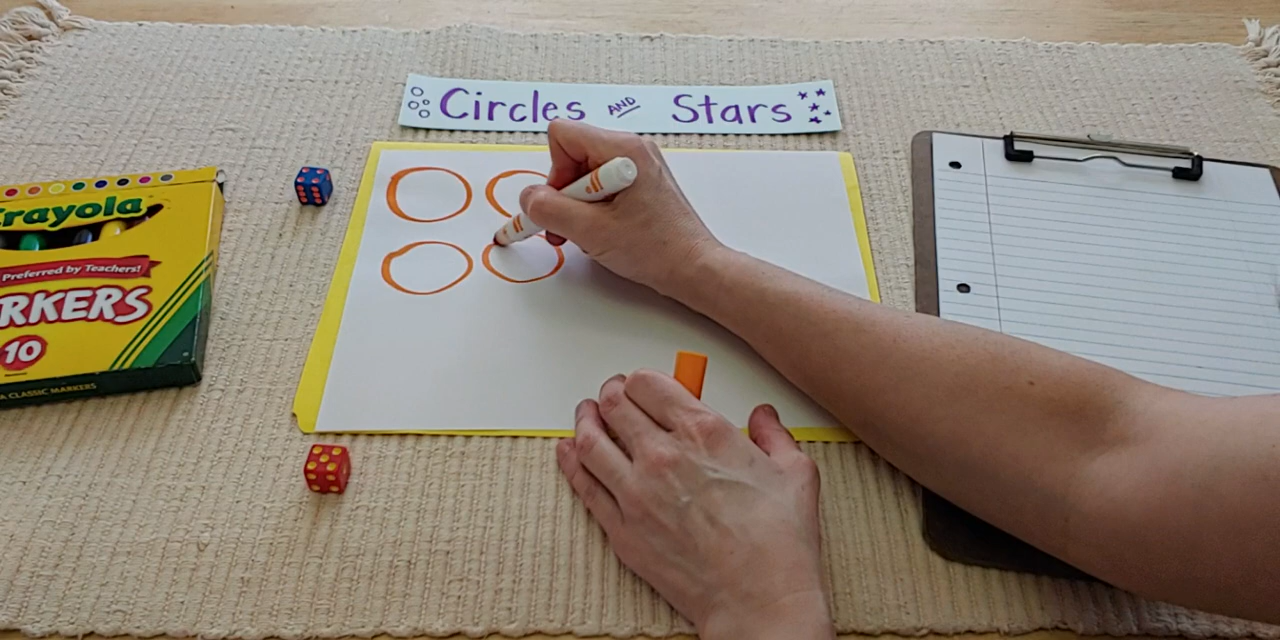 Circles AND Stars
Crayola
Preferred by Teachers!
RKERS
10
A CLASSIC MARKERS